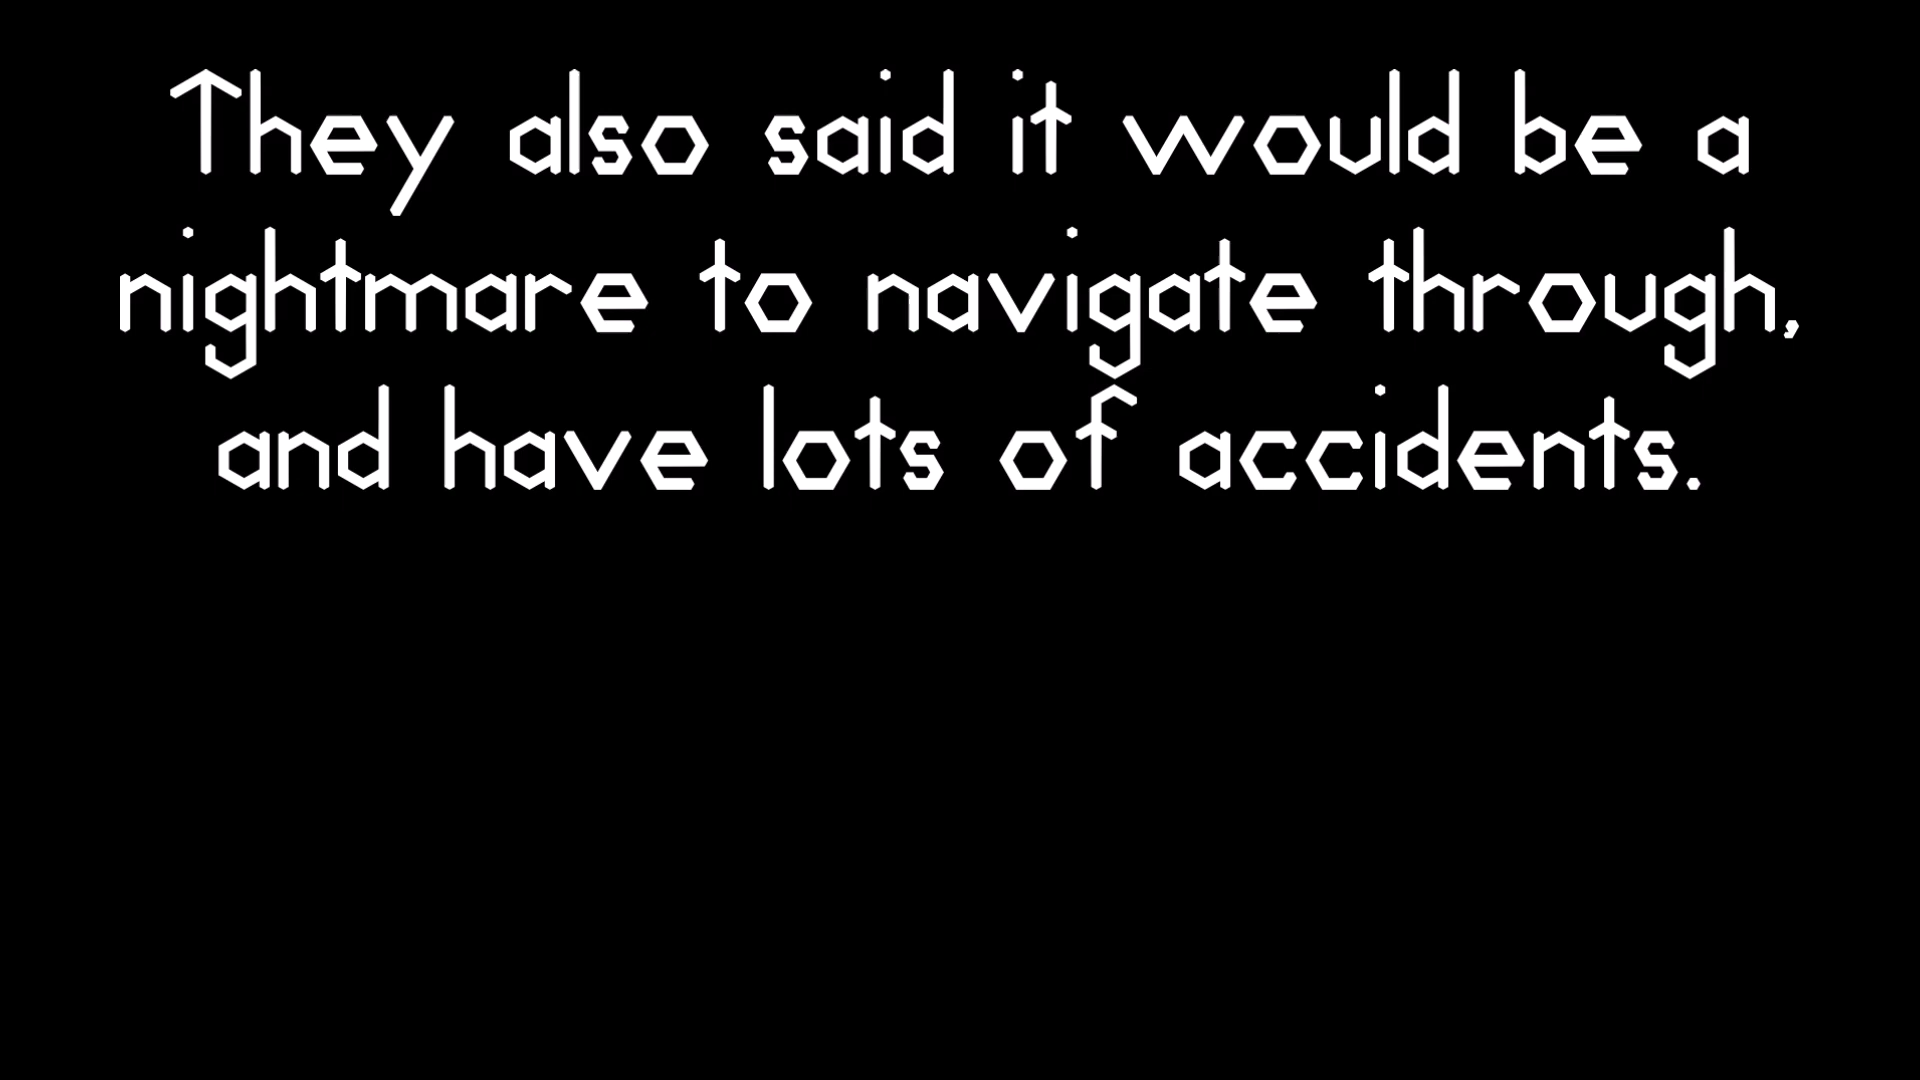 They also said it would be a
nightmare to navigate through,
and have lots of accidents.